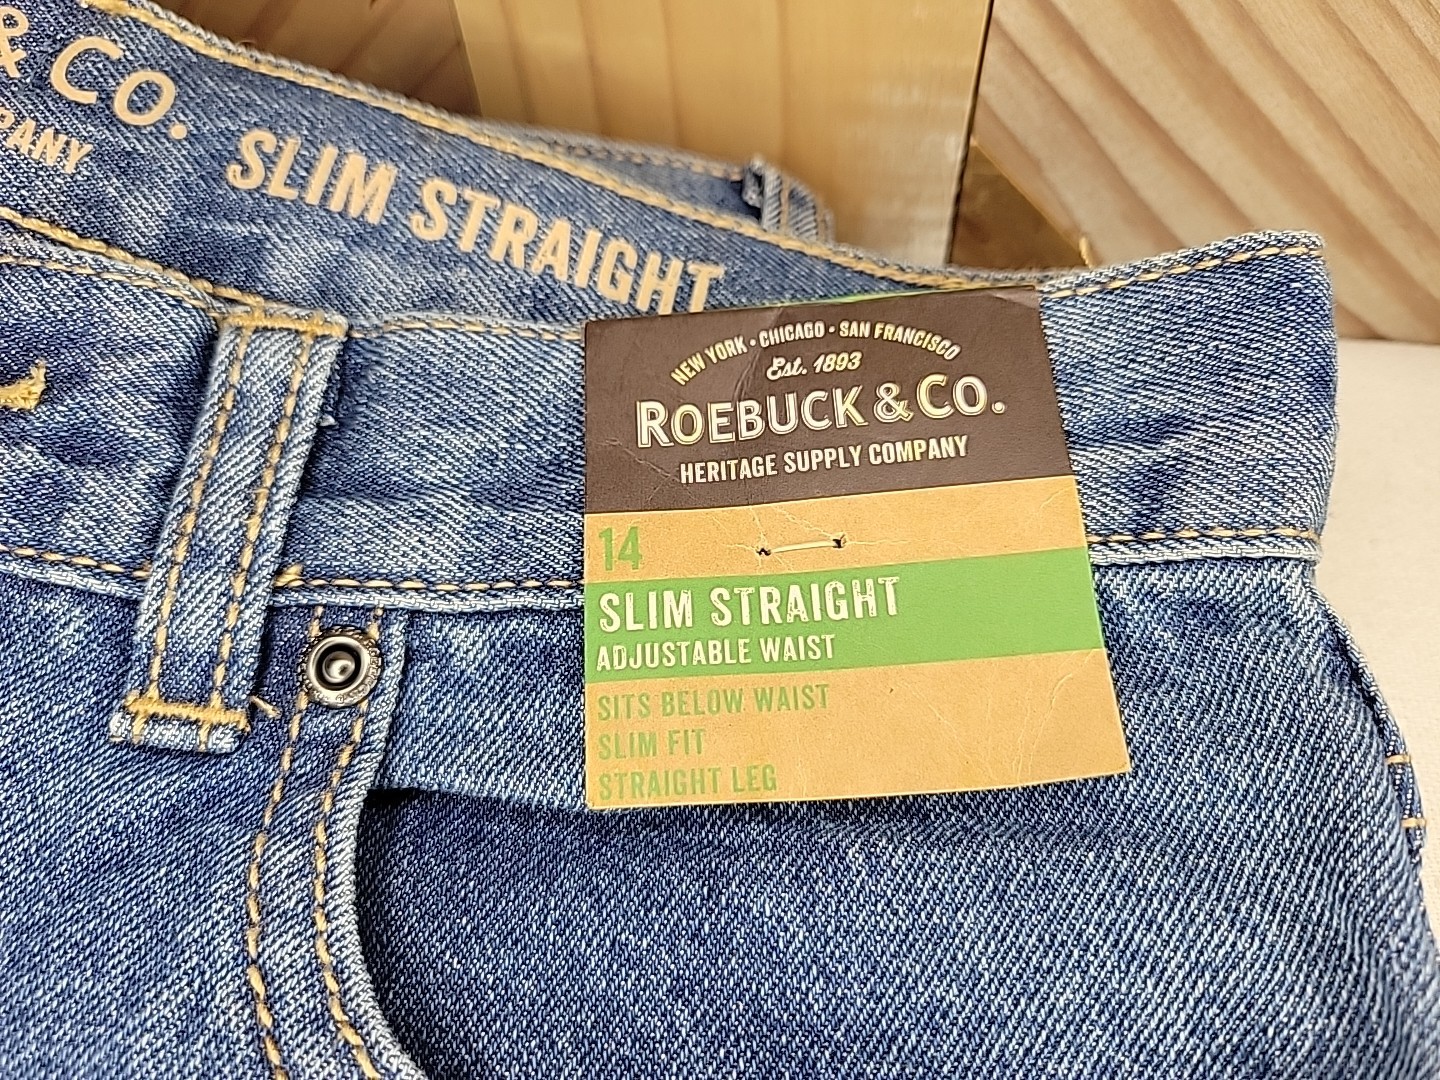 & CO.
SLIM STRAIGHT
NEW YORK • CHICAGO • SAN FRANCISCO
Est. 1893
ROEBUCK & CO.
HERITAGE SUPPLY COMPANY
14
SLIM STRAIGHT
ADJUSTABLE WAIST
SITS BELOW WAIST
SLIM FIT
STRAIGHT LEG